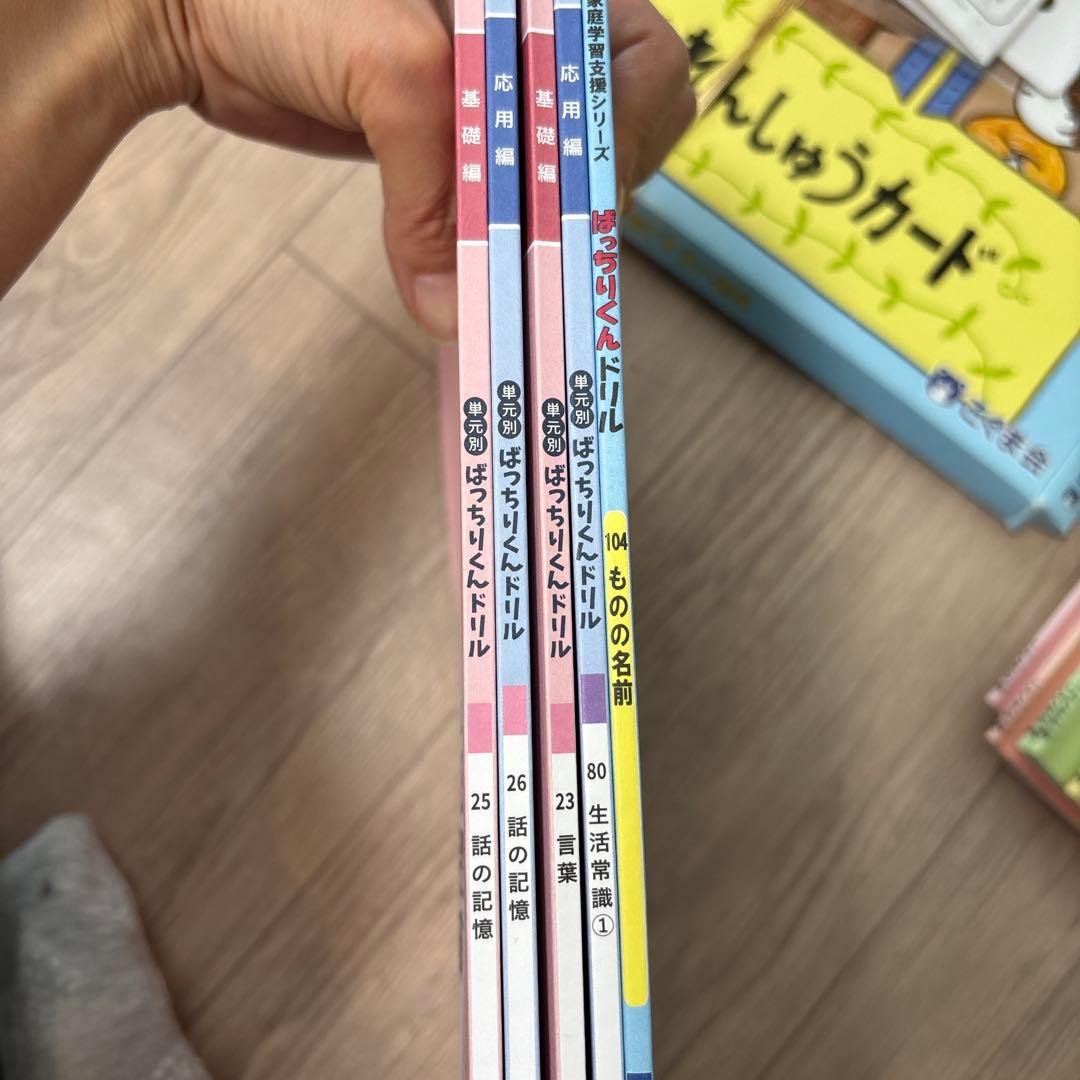 基礎編
単元別
ばっちりくんドリル
25 話の記憶
応用編
単元別
ばっちりくんドリル
26 話の記憶
基礎編
単元別
ばっちりくんドリル
23 言葉
応用編
単元別
ばっちりくんドリル
80 生活常識①
家庭学習支援シリーズ
ばっちりくんドリル
104 ものの名前
れんしゅうカード
こぐま会